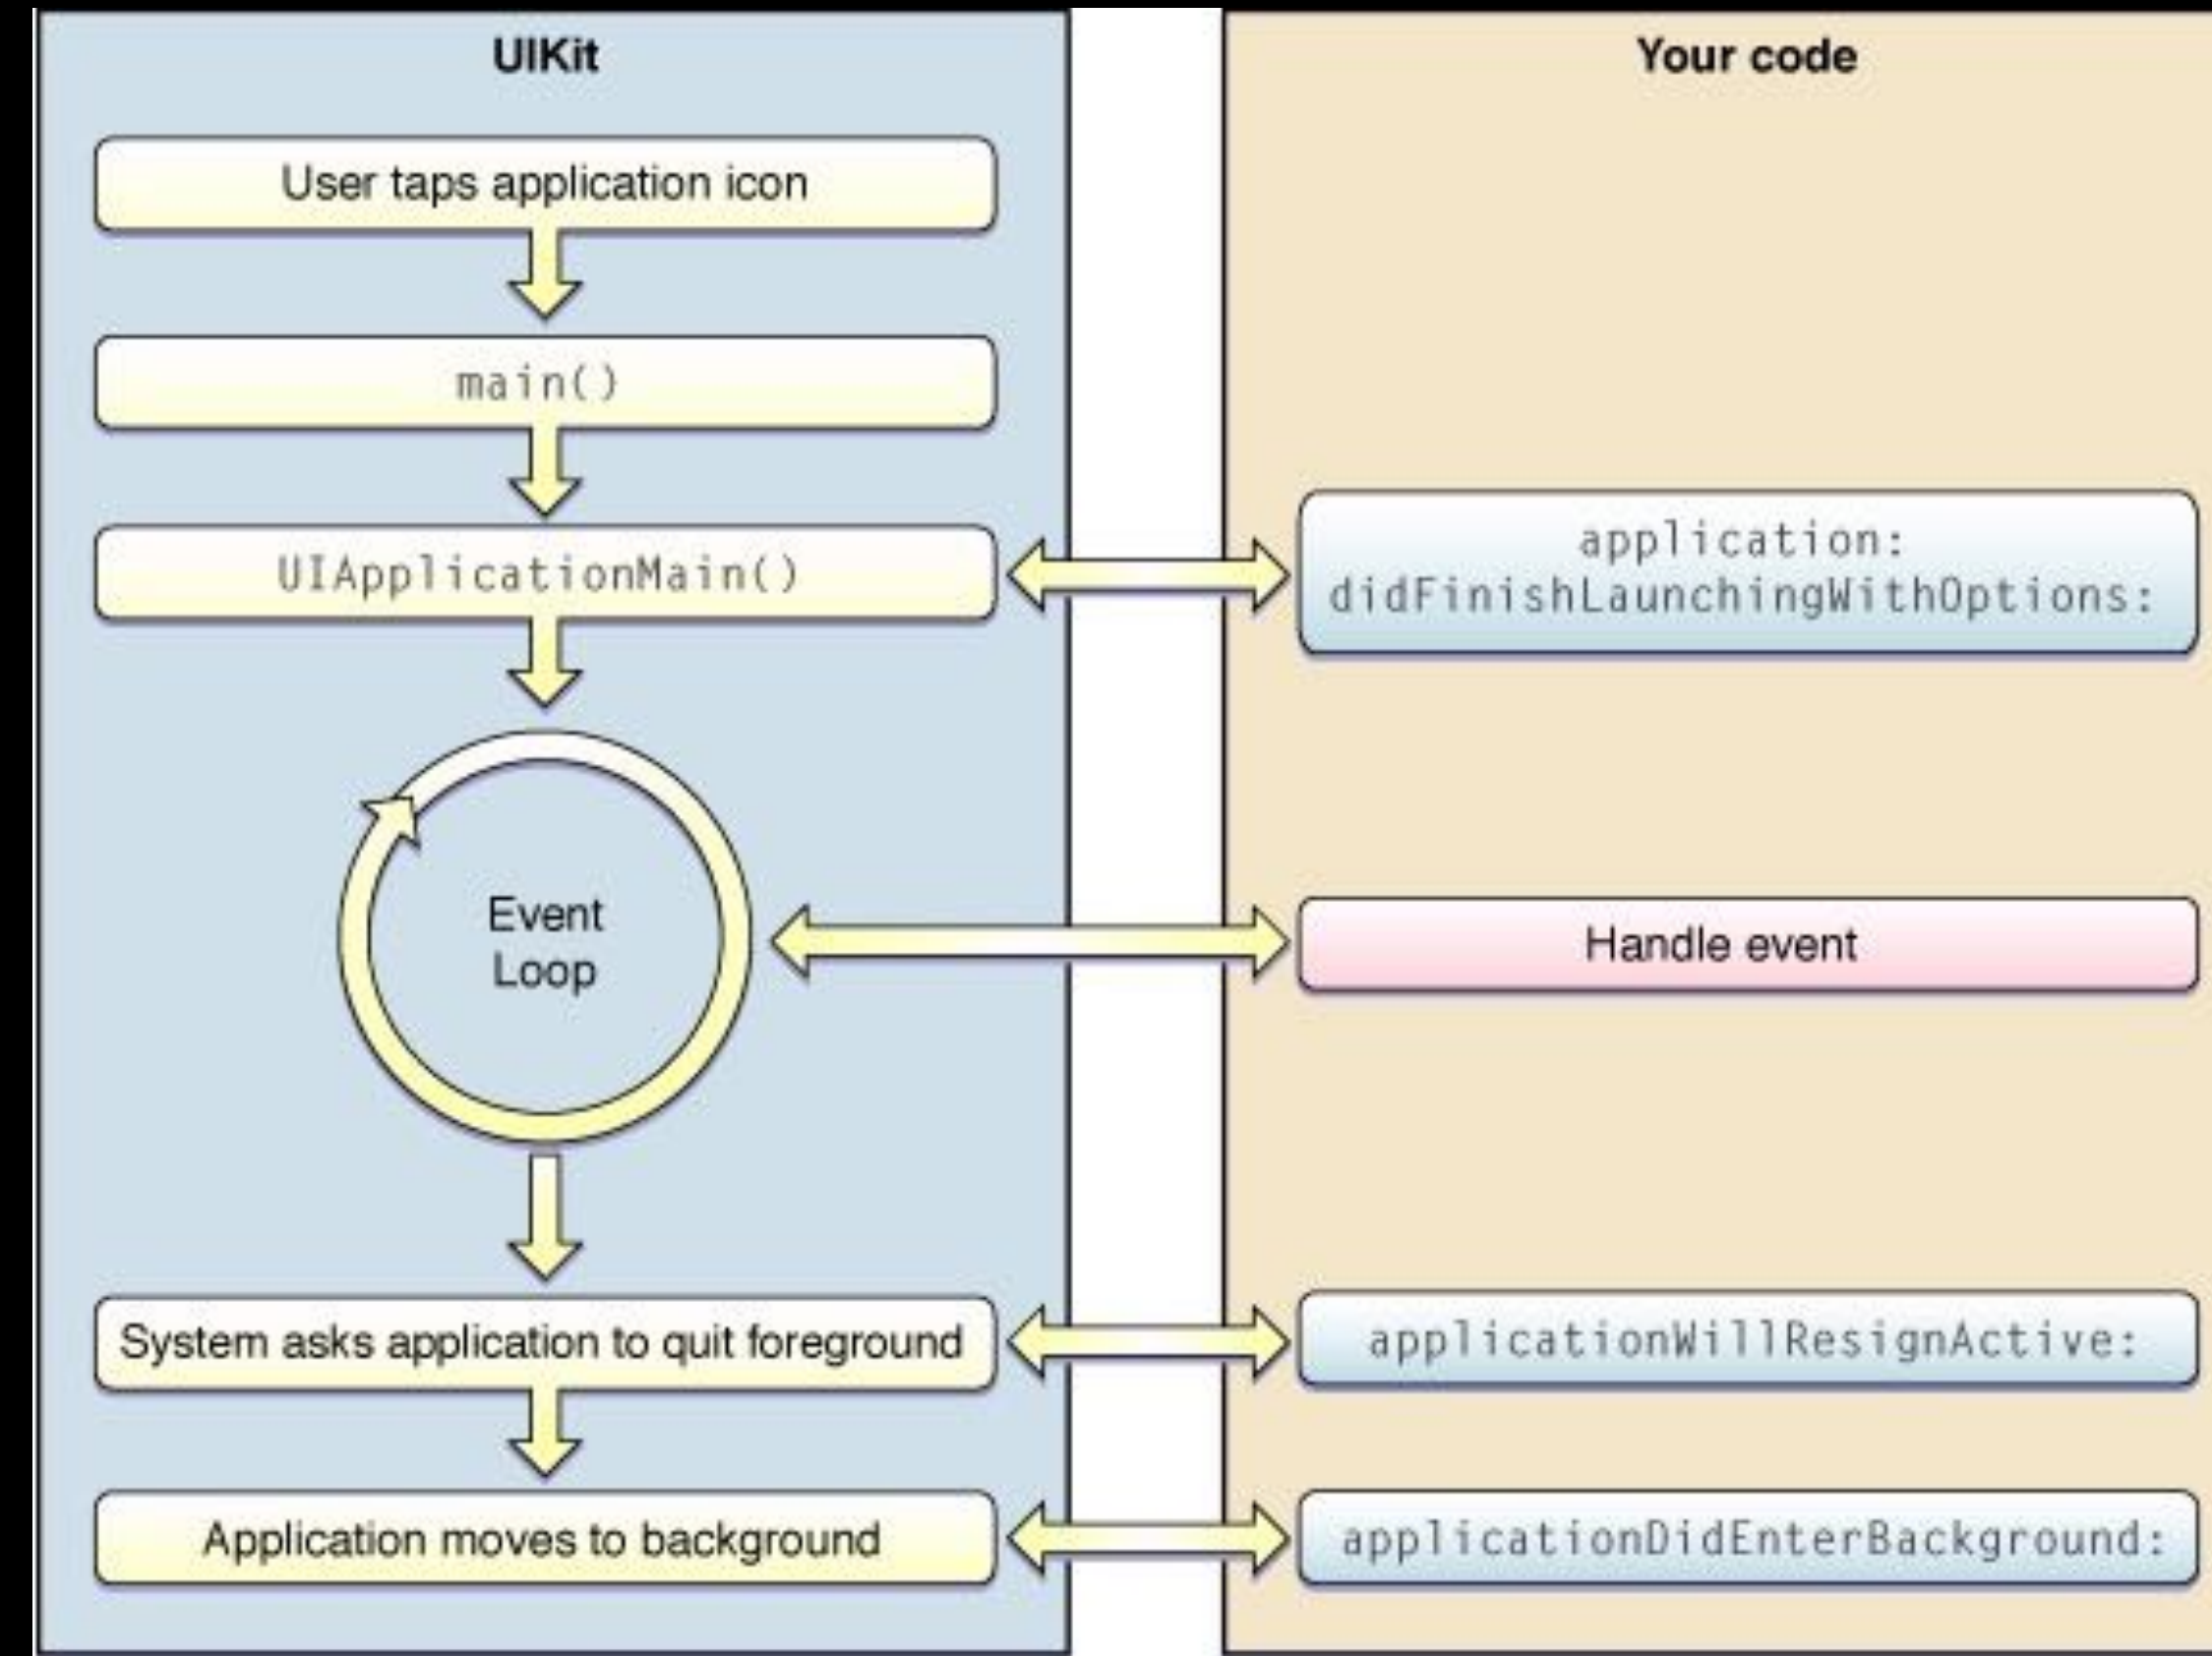 UIKit
User taps application icon
main()
UIApplicationMain()
Event
Loop
System asks application to quit foreground
Application moves to background
Your code
application:
didFinishLaunchingWithOptions:
Handle event
applicationWillResignActive:
applicationDidEnterBackground: